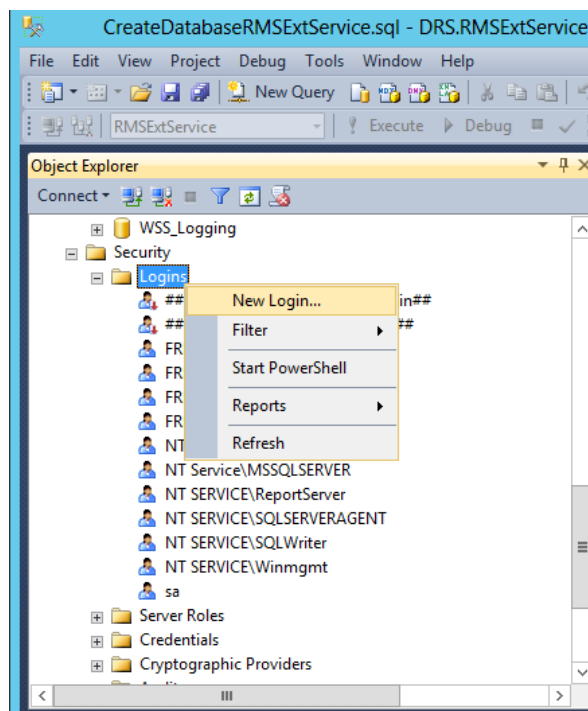 CreateDatabaseRMSExtService.sql - DRS.RMSExtService
File Edit View Project Debug Tools Window Help
New Query
RMSExtService Execute Debug
Object Explorer
Connect
WSS_Logging
Security
Logins
## New Login... in##
## Filter ##
FR
FR Start PowerShell
FR Reports
FR
NT Refresh
NT Service\MSSQLSERVER
NT SERVICE\ReportServer
NT SERVICE\SQLSERVERAGENT
NT SERVICE\SQLWriter
NT SERVICE\Winmgmt
sa
Server Roles
Credentials
Cryptographic Providers